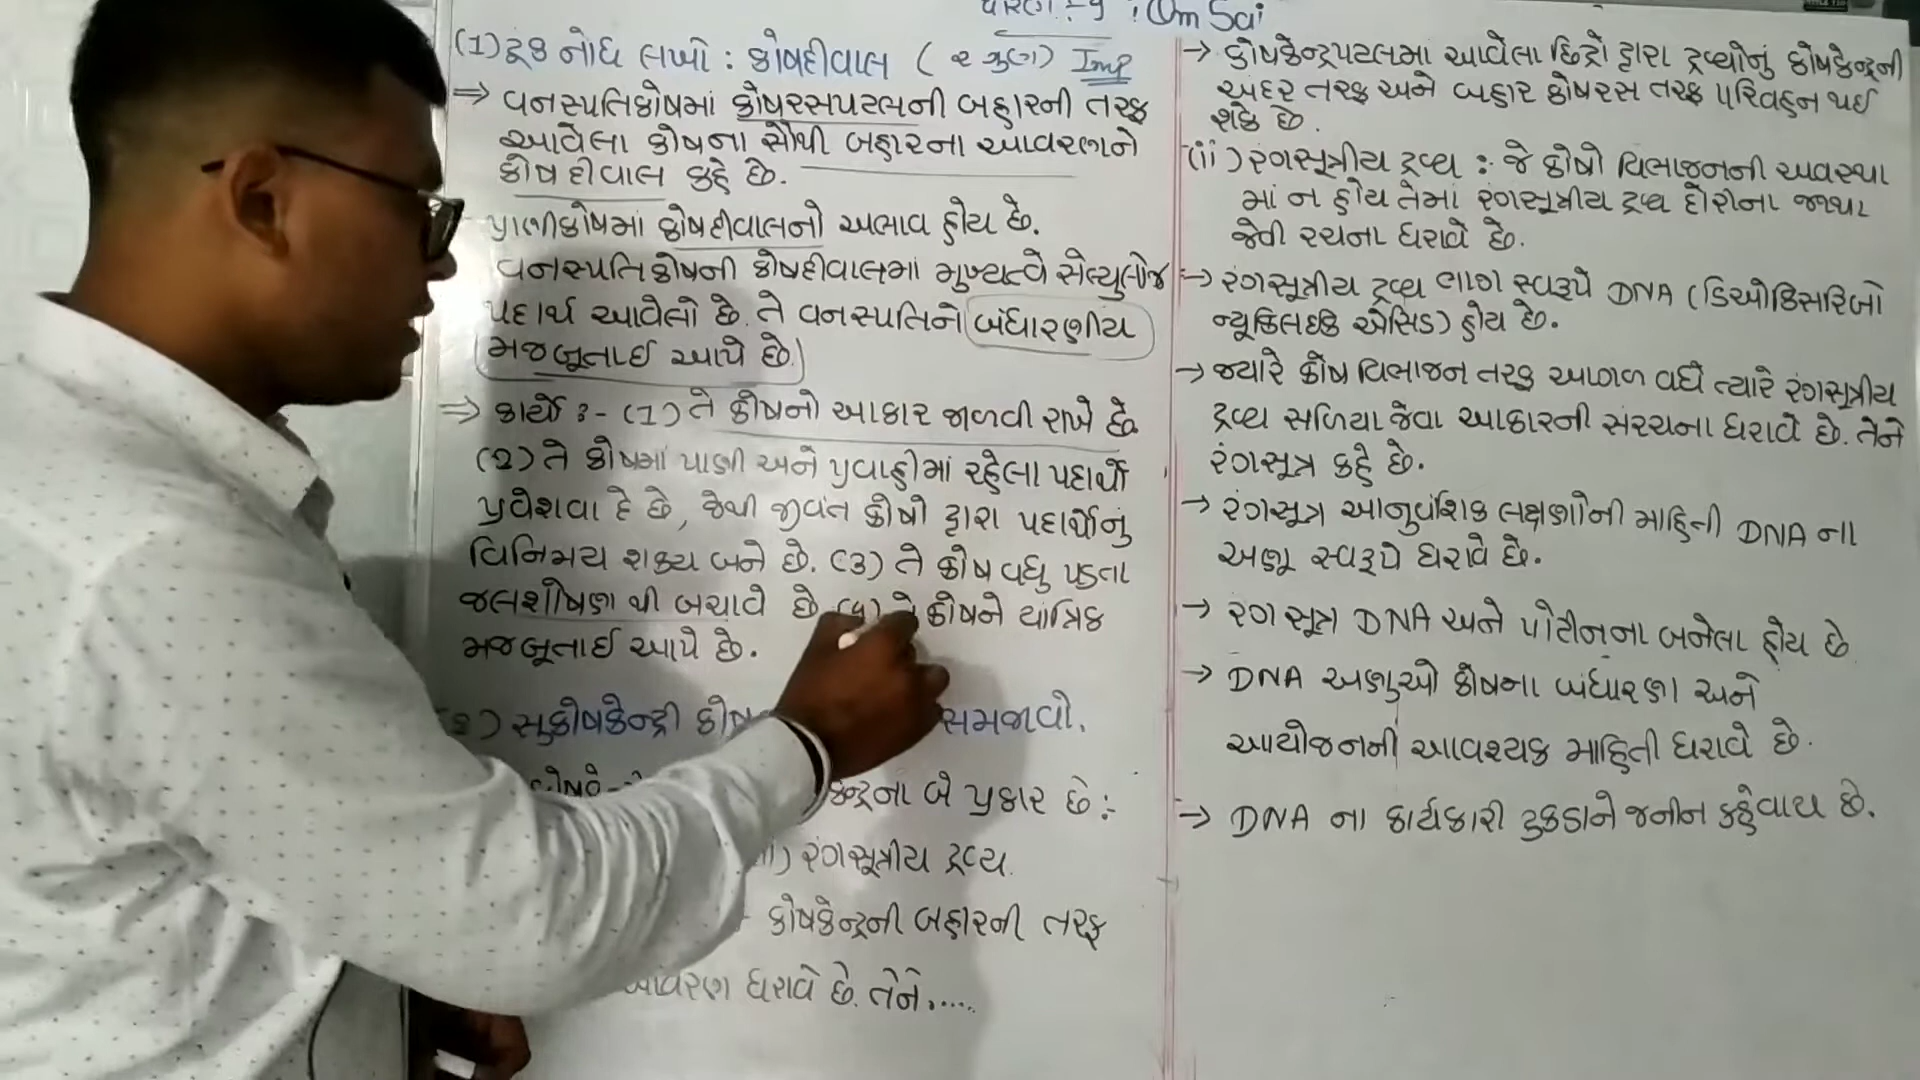 : Om Sai
(1) ટૂંક નોંધ લખો : કોષદીવાલ ( ૨ ગુણ) Imp
⇒ વનસ્પતિકોષમાં કોષરસપટલની બહારની તરફ
આવેલા કોષના સૌથી બહારના આવરણને
કોષદીવાલ કહે છે.
પ્રાણીકોષમાં કોષદીવાલનો અભાવ હોય છે.
વનસ્પતિકોષની કોષદીવાલમાં મુખ્યત્વે સેલ્યુલોઝ
પદાર્થ આવેલો છે. તે વનસ્પતિને બંધારણીય
મજબૂતાઈ આપે છે.
⇒ કાર્યો :- (1) તે કોષનો આકાર જાળવી રાખે છે.
(2) તે કોષમાં પાણી અને પ્રવાહીમાં રહેલા પદાર્થો
પ્રવેશવા દે છે, જેથી જીવંત કોષો દ્વારા પદાર્થોનું
વિનિમય શક્ય બને છે. (3) તે કોષ વધુ પડતા
જલશોષણ થી બચાવે છે. (૪) તે કોષને યાંત્રિક
મજબૂતાઈ આપે છે.
) સુકોષકેન્દ્રી સમજાવો.
કેન્દ્રના બે પ્રકાર છે :-
) રંગસૂત્રીય દ્રવ્ય.
- કોષકેન્દ્રની બહારની તરફ
આવરણ ધરાવે છે. તેને.....
→ કોષકેન્દ્રપટલમાં આવેલા છિદ્રો દ્વારા દ્રવ્યોનું કોષકેન્દ્રની
અંદર તરફ અને બહાર કોષરસ તરફ પરિવહન થઈ
શકે છે.
(ii) રંગસૂત્રીય દ્રવ્ય :- જે કોષો વિભાજનની અવસ્થા
માં ન હોય તેમાં રંગસૂત્રીય દ્રવ્ય દોરીના જથ્થા
જેવી રચના ધરાવે છે.
→ રંગસૂત્રીય દ્રવ્ય ભાગ સ્વરૂપે DNA (ડિઓક્સિરિબો
ન્યૂક્લિઇક એસિડ) હોય છે.
→ જ્યારે કોષ વિભાજન તરફ આગળ વધે ત્યારે રંગસૂત્રીય
દ્રવ્ય સળિયા જેવા આકારની સંરચના ધરાવે છે. તેને
રંગસૂત્ર કહે છે.
→ રંગસૂત્ર આનુવંશિક લક્ષણોની માહિતી DNA ના
અણૂ સ્વરૂપે ધરાવે છે.
→ રંગસૂત્ર DNA અને પોટીનના બનેલા હોય છે
→ DNA અણુઓ કોષના બંધારણ અને
આયોજનની આવશ્યક માહિતી ધરાવે છે.
→ DNA ના કાર્યકારી ટુકડાને જનીન કહેવાય છે.